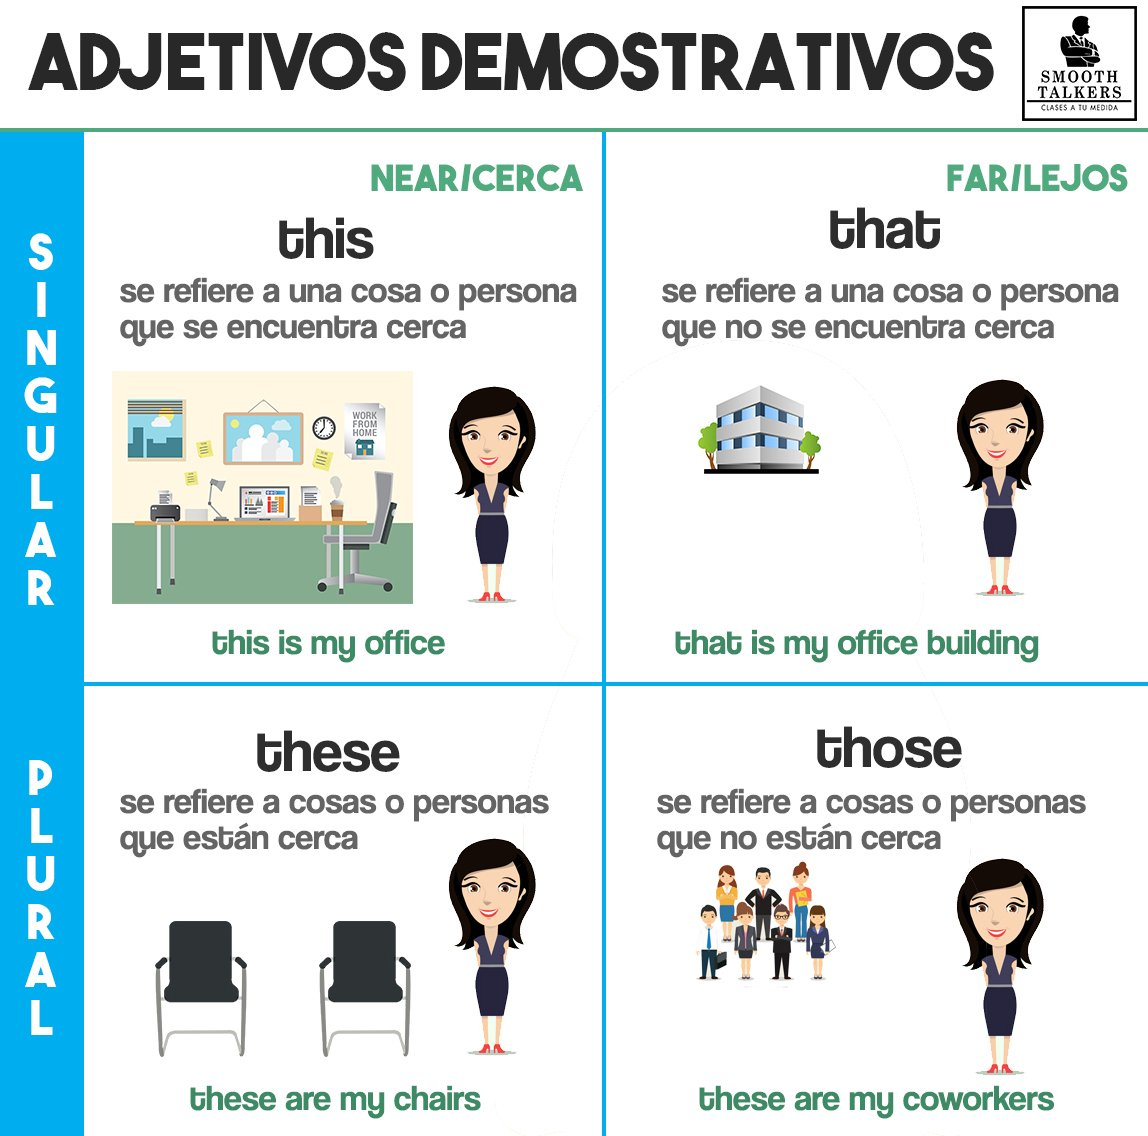 ADJETIVOS DEMOSTRATIVOS
SMOOTH
TALKERS
CLASES A TU MEDIDA
SINGULAR
NEAR/CERCA
this
se refiere a una cosa o persona
que se encuentra cerca
WORK
FROM
HOME
this is my office
FAR/LEJOS
that
se refiere a una cosa o persona
que no se encuentra cerca
that is my office building
PLURAL
these
se refiere a cosas o personas
que están cerca
these are my chairs
those
se refiere a cosas o personas
que no están cerca
these are my coworkers